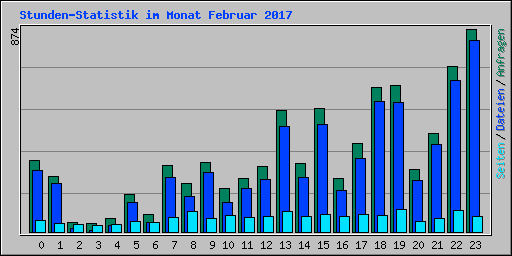 Stunden-Statistik im Monat Februar 2017
874
Seiten / Dateien / Anfragen
0 1 2 3 4 5 6 7 8 9 10 11 12 13 14 15 16 17 18 19 20 21 22 23